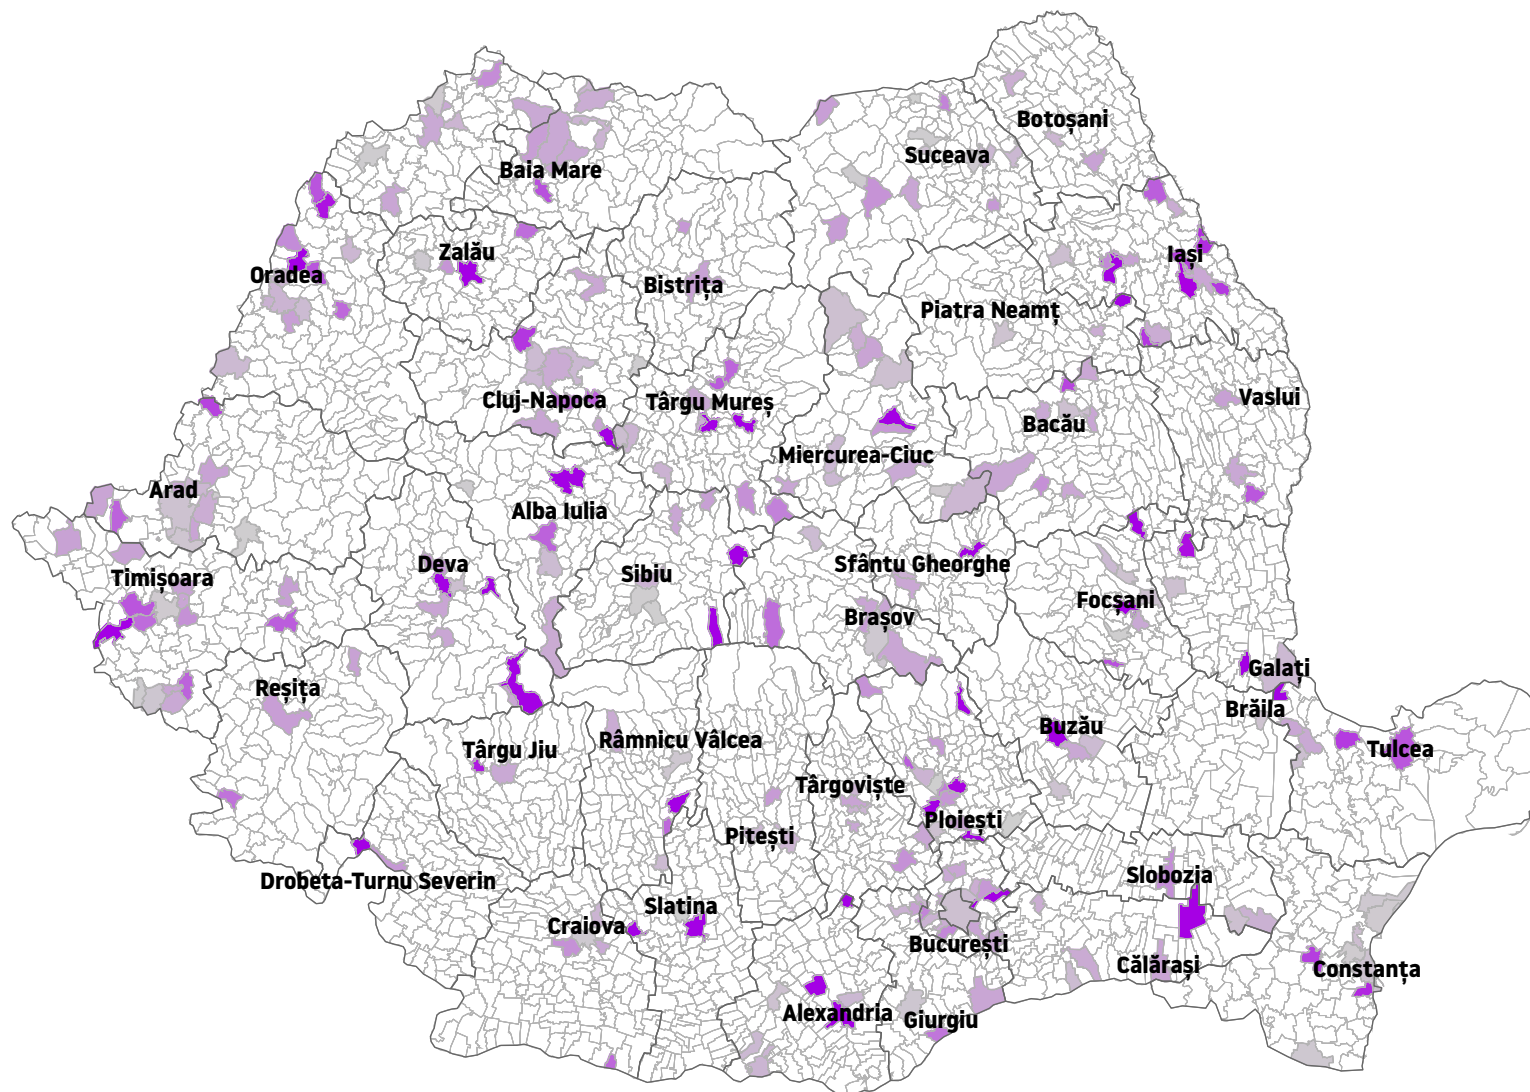 Botoșani
Suceava
Baia Mare
Zalău
Iași
Oradea
Bistrița
Piatra Neamț
Cluj-Napoca
Târgu Mureș
Vaslui
Bacău
Miercurea-Ciuc
Arad
Alba Iulia
Deva
Sfântu Gheorghe
Timișoara
Sibiu
Focșani
Brașov
Galați
Reșița
Brăila
Buzău
Târgu Jiu
Râmnicu Vâlcea
Tulcea
Târgoviște
Ploiești
Pitești
Slobozia
Drobeta-Turnu Severin
Slatina
Craiova
București
Călărași
Constanța
Alexandria
Giurgiu